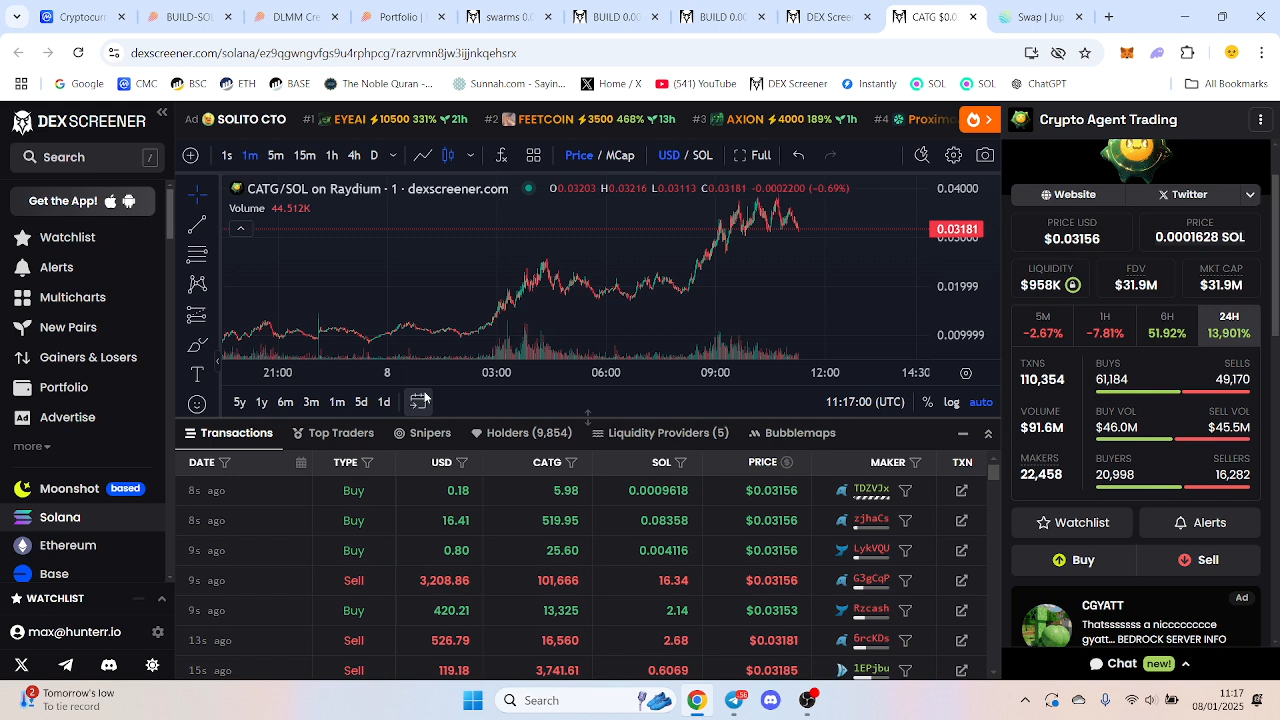 Cryptocurr
BUILD-SOL
DLMM Cre
Portfolio |
swarms 0.
BUILD 0.00
BUILD 0.00
DEX Scree
CATG $0.0
Swap | Jup
dexscreener.com/solana/ez9qgwngvfgs9u4rphpcg7razrvmn8jw3ijjnkqehsrx
Google
CMC
BSC
ETH
BASE
The Noble Quran -...
Sunnah.com - Sayin...
Home / X
(541) YouTube
DEX Screener
Instantly
SOL
SOL
ChatGPT
All Bookmarks
DEX SCREENER
Ad SOLITO CTO
#1 EYEAI 10500 331% 21h
#2 FEETCOIN 3500 468% 13h
#3 AXION 4000 189% 1h
#4 Proxima
Crypto Agent Trading
Search /
Get the App!
Watchlist
Alerts
Multicharts
New Pairs
Gainers & Losers
Portfolio
Advertise
more
Moonshot based
Solana
Ethereum
Base
WATCHLIST
max@hunterr.io
1s 1m 5m 15m 1h 4h D
Price / MCap
USD / SOL
Full
CATG/SOL on Raydium · 1 · dexscreener.com
O0.03203 H0.03216 L0.03113 C0.03181 -0.0002200 (-0.69%)
Volume 44.512K
0.04000
0.03181
0.03000
0.01999
0.009999
21:00 8 03:00 06:00 09:00 12:00 14:30
5y 1y 6m 3m 1m 5d 1d
11:17:00 (UTC) % log auto
Transactions
Top Traders
Snipers
Holders (9,854)
Liquidity Providers (5)
Bubblemaps
DATE TYPE USD CATG SOL PRICE MAKER TXN
8s ago Buy 0.18 5.98 0.0009618 $0.03156 TDZVJx
8s ago Buy 16.41 519.95 0.08358 $0.03156 zjhaCs
9s ago Buy 0.80 25.60 0.004116 $0.03156 LykVQU
9s ago Sell 3,208.86 101,666 16.34 $0.03156 G3gCqP
9s ago Buy 420.21 13,325 2.14 $0.03153 Rzcash
13s ago Sell 526.79 16,560 2.68 $0.03181 6rcKDs
15s ago Sell 119.18 3,741.61 0.6069 $0.03185 1EPjbu
Website
Twitter
PRICE USD
$0.03156
PRICE
0.0001628 SOL
LIQUIDITY
$958K
FDV
$31.9M
MKT CAP
$31.9M
5M
-2.67%
1H
-7.81%
6H
51.92%
24H
13,901%
TXNS
110,354
BUYS
61,184
SELLS
49,170
VOLUME
$91.6M
BUY VOL
$46.0M
SELL VOL
$45.5M
MAKERS
22,458
BUYERS
20,998
SELLERS
16,282
Watchlist
Alerts
Buy
Sell
CGYATT
Ad
Thatssssss a niccccccce
gyatt... BEDROCK SERVER INFO
Chat new!
2
Tomorrow's low
To tie record
Search
56
11:17
08/01/2025